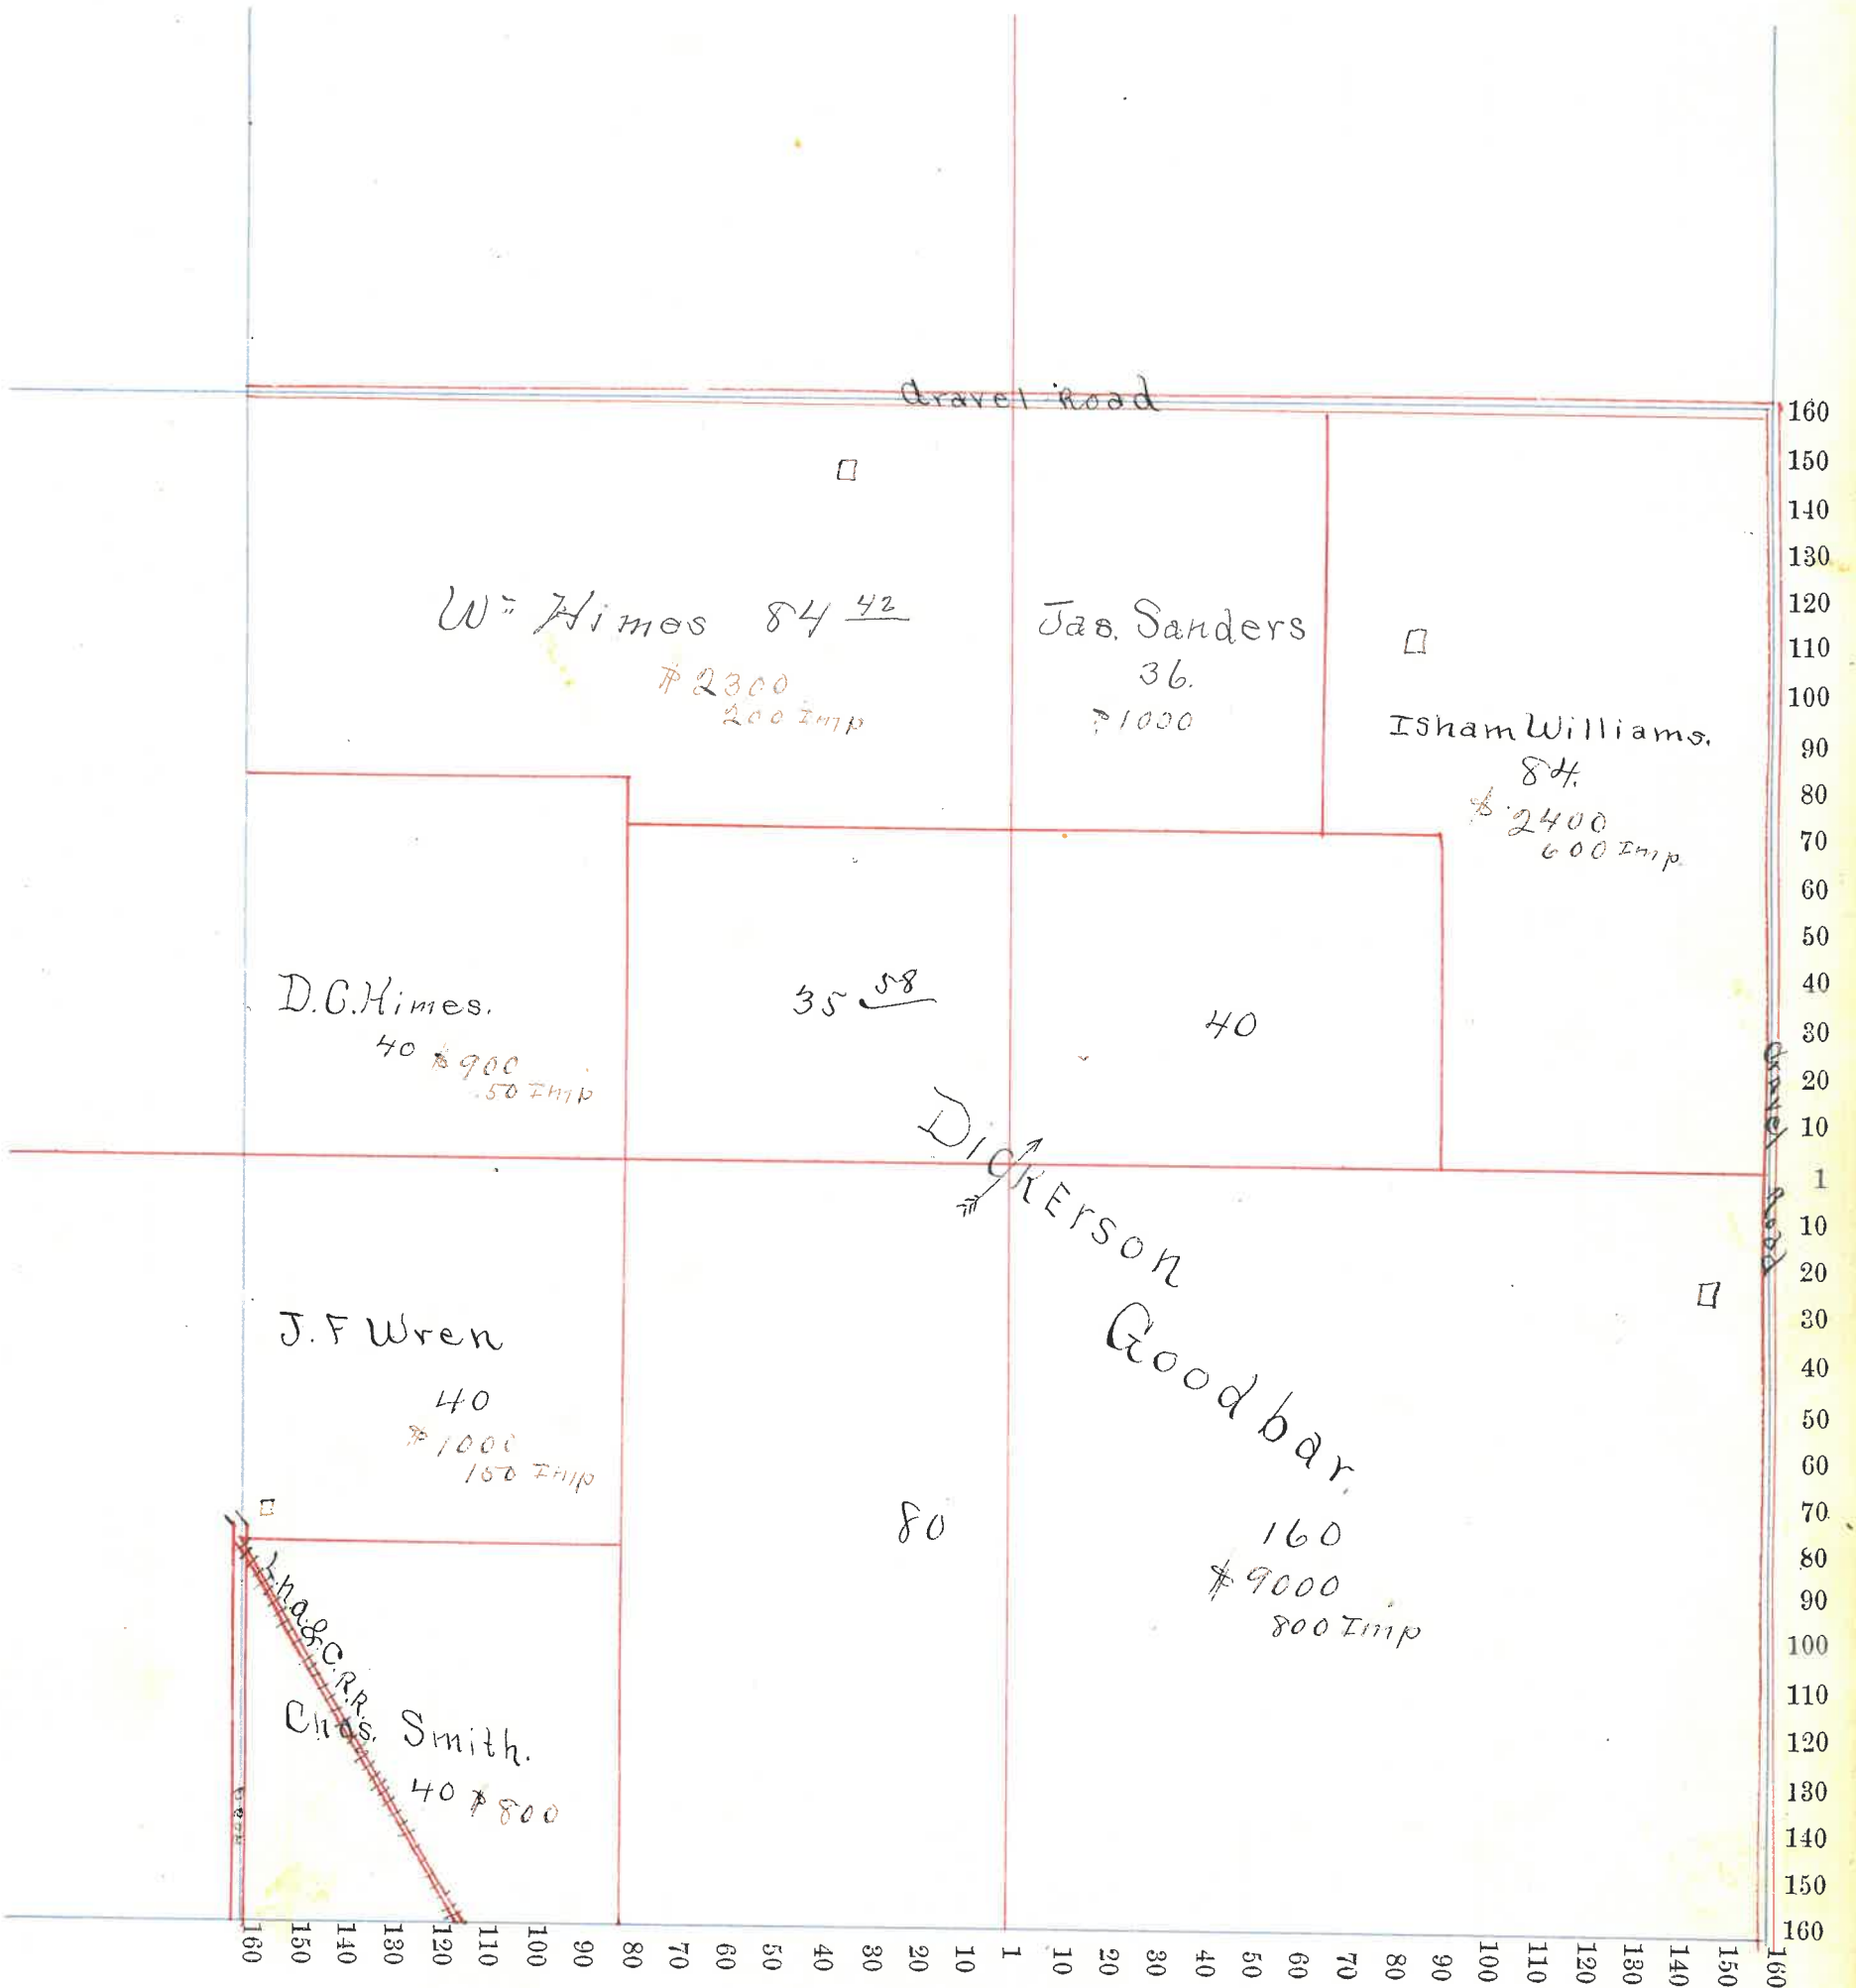 Gravel Road
Wm Himes 84 42
$2300
200 Imp
Jas. Sanders
36.
$1000
Isham Williams.
84.
$2400
600 Imp.
D.C. Himes.
40 $900
50 Imp
35 58
40
Gravel Road
Dickerson
Goodbar.
160
$9000
800 Imp
80
J.F Wren
40
$1000
150 Imp
L.n.a.&.C.R.R.
Chas. Smith.
40 $800
Road
160
150
140
130
120
110
100
90
80
70
60
50
40
30
20
10
1
10
20
30
40
50
60
70
80
90
100
110
120
130
140
150
160
160 150 140 130 120 110 100 90 80 70 60 50 40 30 20 10 1 10 20 30 40 50 60 70 80 90 100 110 120 130 140 150 160